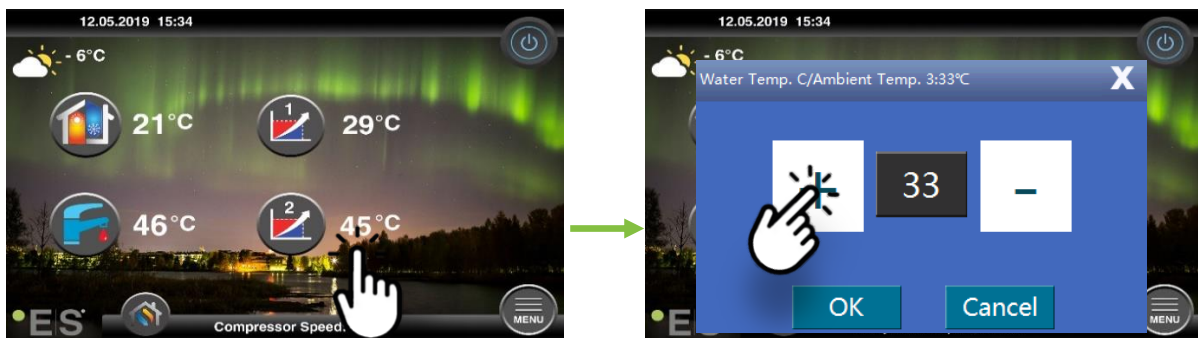 12.05.2019 15:34
- 6°C
21°C
1
29°C
46°C
2
45°C
•E|S
Compressor Speed.
MENU
12.05.2019 15:34
- 6°C
Water Temp. C/Ambient Temp. 3:33℃
X
+
33
-
OK
Cancel
•E
MENU